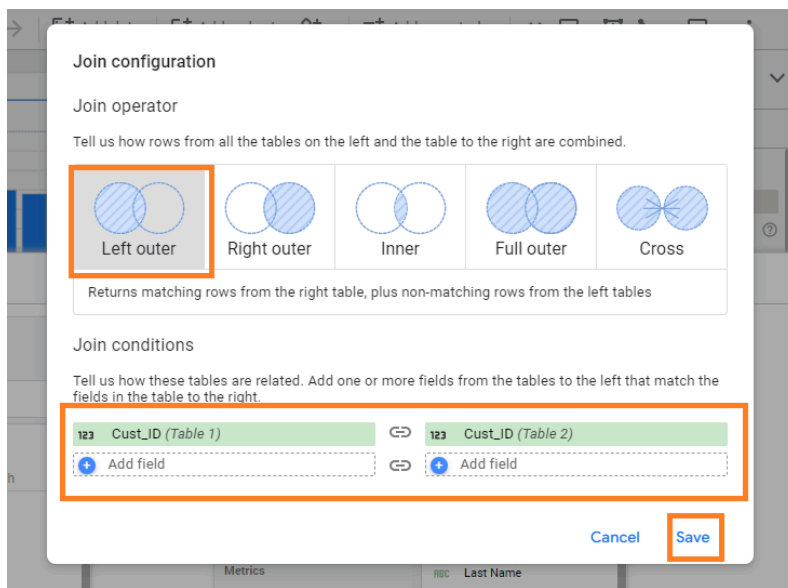 Join configuration
Join operator
Tell us how rows from all the tables on the left and the table to the right are combined.
Left outer
Right outer
Inner
Full outer
Cross
Returns matching rows from the right table, plus non-matching rows from the left tables
Join conditions
Tell us how these tables are related. Add one or more fields from the tables to the left that match the
fields in the table to the right.
123 Cust_ID (Table 1)
123 Cust_ID (Table 2)
Add field
Add field
Cancel
Save
Metrics
ABC Last Name